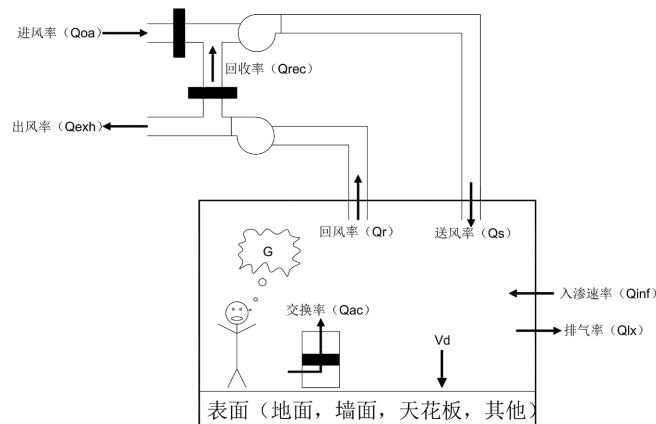 进风率（Qoa）
回收率（Qrec）
出风率（Qexh）
回风率（Qr）
送风率（Qs）
G
入渗速率（Qinf）
交换率（Qac）
排气率（Qlx）
Vd
表面（地面，墙面，天花板，其他）